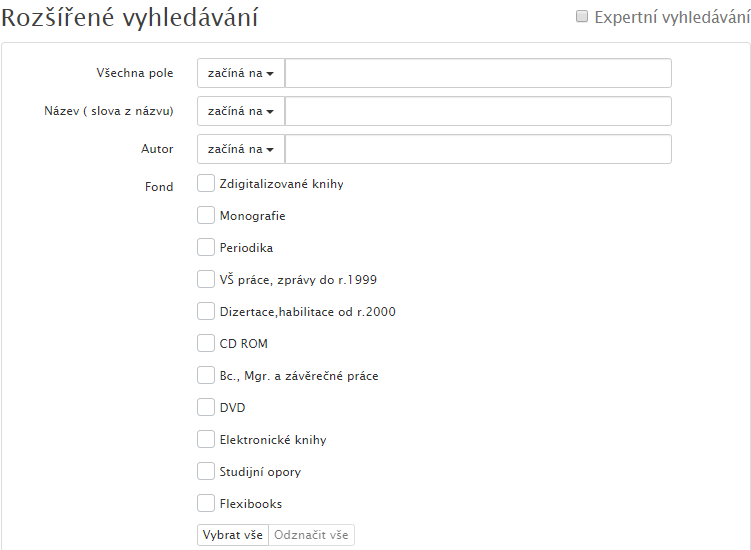 Rozšířené vyhledávání
Expertní vyhledávání
Všechna pole začíná na
Název ( slova z názvu) začíná na
Autor začíná na
Fond Zdigitalizované knihy
Monografie
Periodika
VŠ práce, zprávy do r.1999
Dizertace,habilitace od r.2000
CD ROM
Bc., Mgr. a závěrečné práce
DVD
Elektronické knihy
Studijní opory
Flexibooks
Vybrat vše Odznačit vše